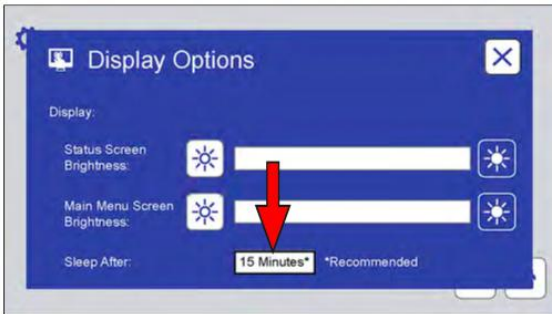 Display Options
Display:
Status Screen
Brightness:
Main Menu Screen
Brightness:
Sleep After:
15 Minutes* *Recommended